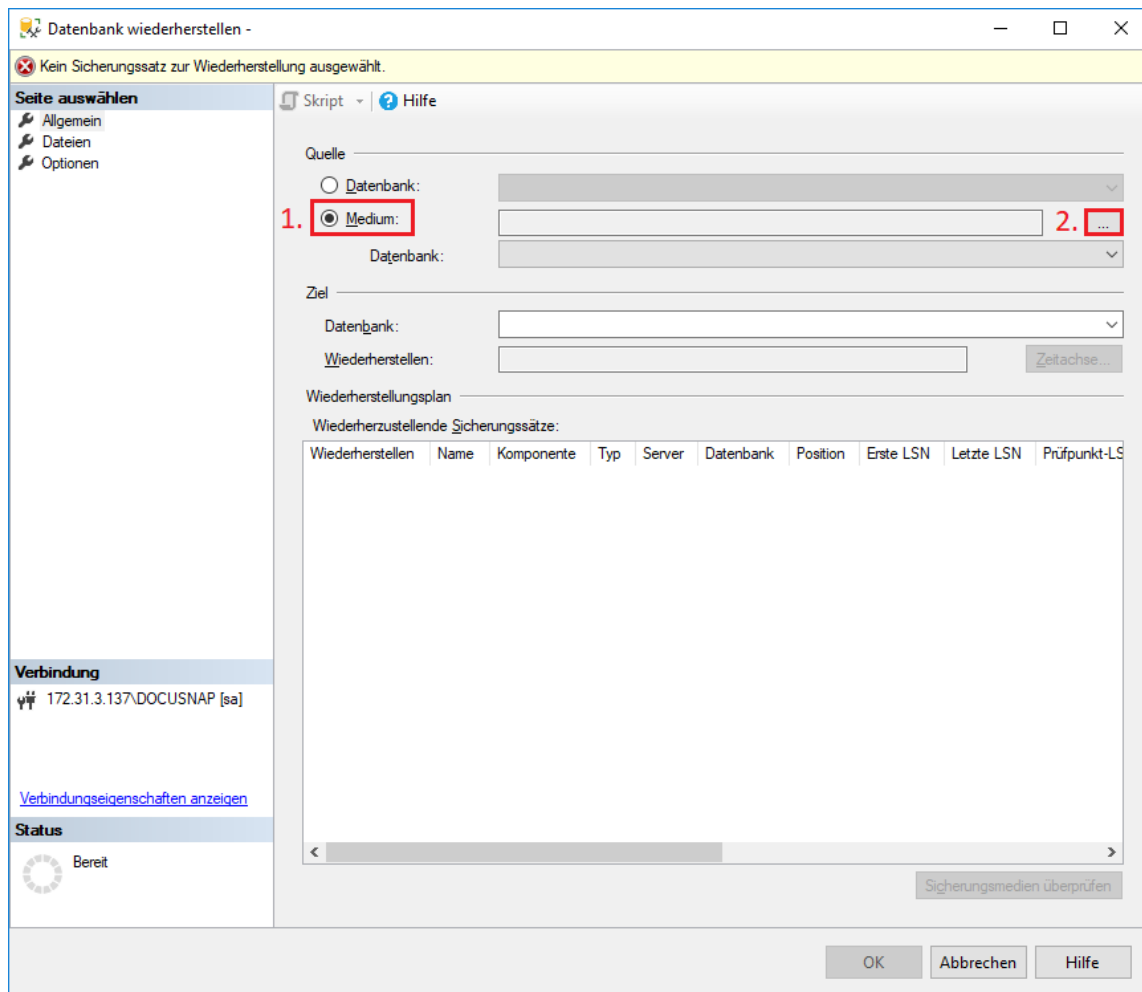 Datenbank wiederherstellen -
Kein Sicherungssatz zur Wiederherstellung ausgewählt.
Seite auswählen
Allgemein
Dateien
Optionen
Skript
Hilfe
Quelle
Datenbank:
1. Medium: 2. ...
Datenbank:
Ziel
Datenbank:
Wiederherstellen: Zeitachse...
Wiederherstellungsplan
Wiederherzustellende Sicherungssätze:
Wiederherstellen Name Komponente Typ Server Datenbank Position Erste LSN Letzte LSN Prüfpunkt-LS
Verbindung
172.31.3.137\DOCUSNAP [sa]
Verbindungseigenschaften anzeigen
Status
Bereit
Sicherungsmedien überprüfen
OK Abbrechen Hilfe